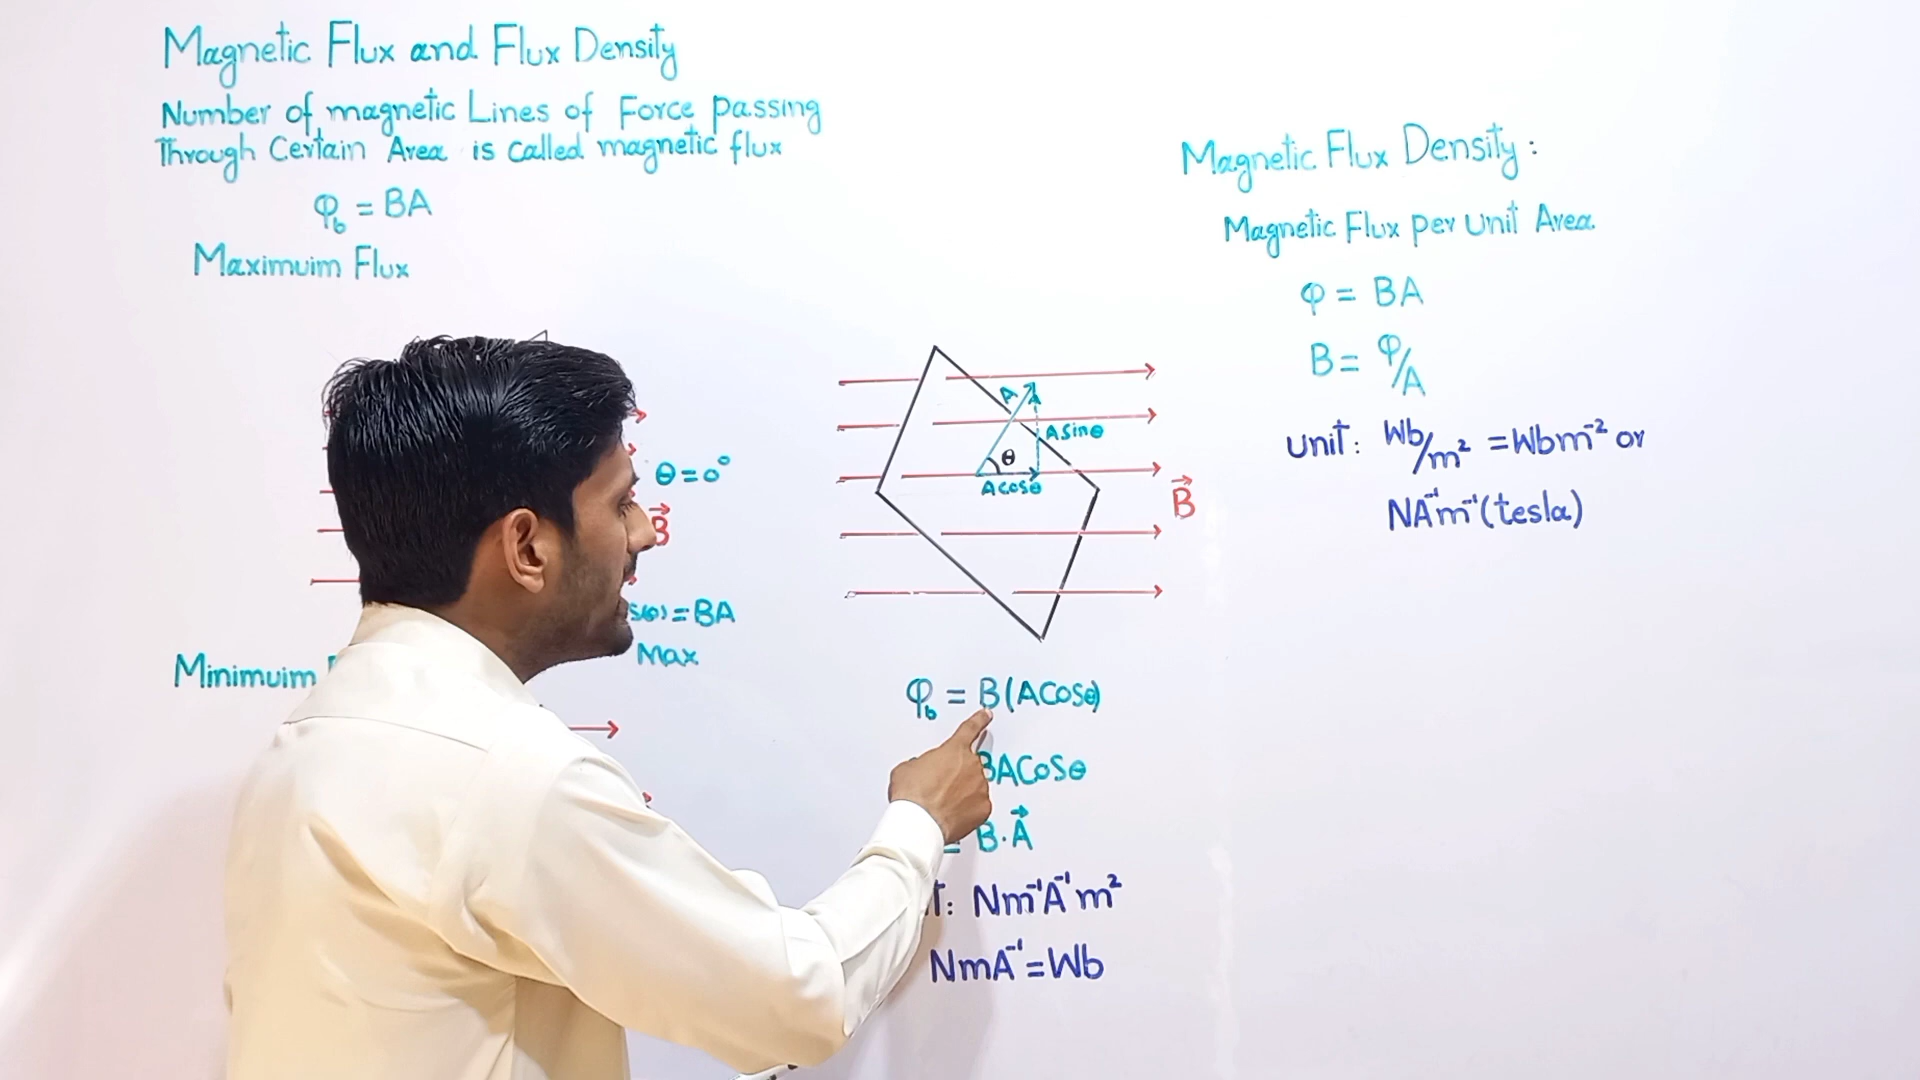 Magnetic Flux and Flux Density
Number of magnetic Lines of Force passing
Through Certain Area is called magnetic flux
φb = BA
Maximuim Flux
θ = 0°
B⃗
= BA
Max
Minimuim
A
A
A Sinθ
θ
A cosθ
B⃗
φb = B(ACosθ)
BACosθ
= B·A⃗
t: Nm⁻¹A⁻¹m²
NmA⁻¹ = Wb
Magnetic Flux Density:
Magnetic Flux per Unit Area
φ = BA
B = φ/A
Unit: Wb/m² = Wbm⁻² or
NA⁻¹m⁻¹ (tesla)